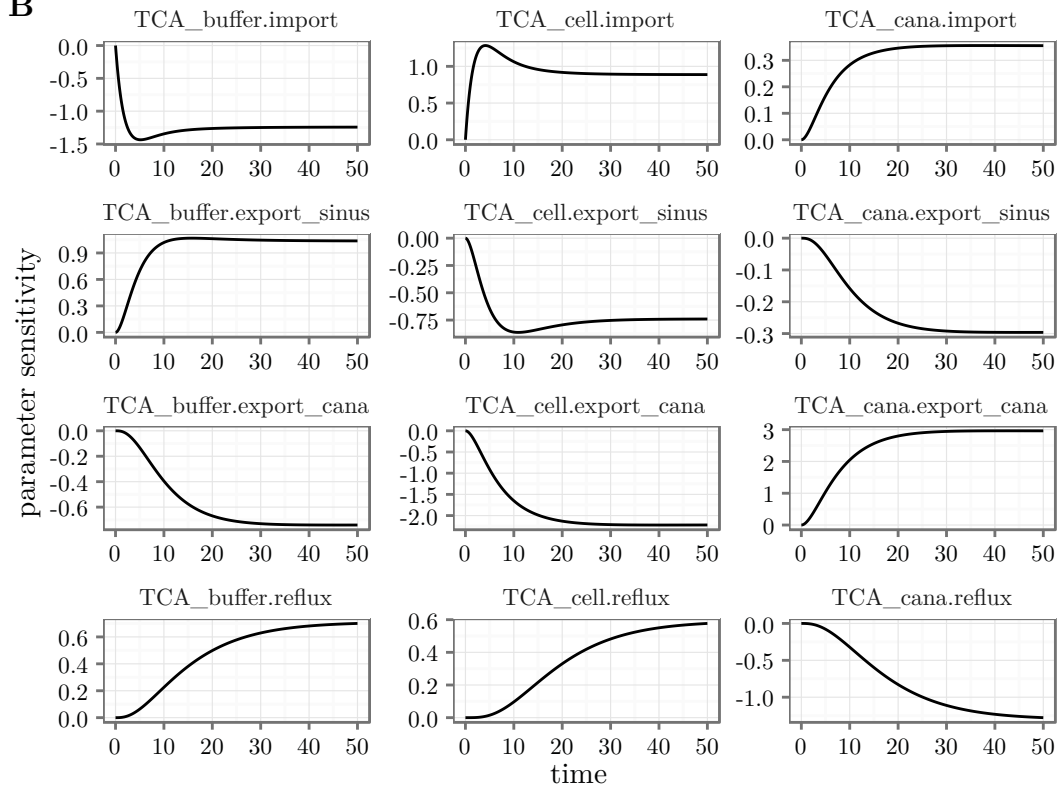 B
TCA_buffer.import TCA_cell.import TCA_cana.import
0.0 -0.5 -1.0 -1.5
0 10 20 30 40 50
1.0 0.5 0.0
0 10 20 30 40 50
0.3 0.2 0.1 0.0
0 10 20 30 40 50
TCA_buffer.export_sinus TCA_cell.export_sinus TCA_cana.export_sinus
0.9 0.6 0.3 0.0
0 10 20 30 40 50
0.00 -0.25 -0.50 -0.75
0 10 20 30 40 50
0.0 -0.1 -0.2 -0.3
0 10 20 30 40 50
parameter sensitivity
TCA_buffer.export_cana TCA_cell.export_cana TCA_cana.export_cana
0.0 -0.2 -0.4 -0.6
0 10 20 30 40 50
0.0 -0.5 -1.0 -1.5 -2.0
0 10 20 30 40 50
3 2 1 0
0 10 20 30 40 50
TCA_buffer.reflux TCA_cell.reflux TCA_cana.reflux
0.6 0.4 0.2 0.0
0 10 20 30 40 50
0.6 0.4 0.2 0.0
0 10 20 30 40 50
0.0 -0.5 -1.0
0 10 20 30 40 50
time